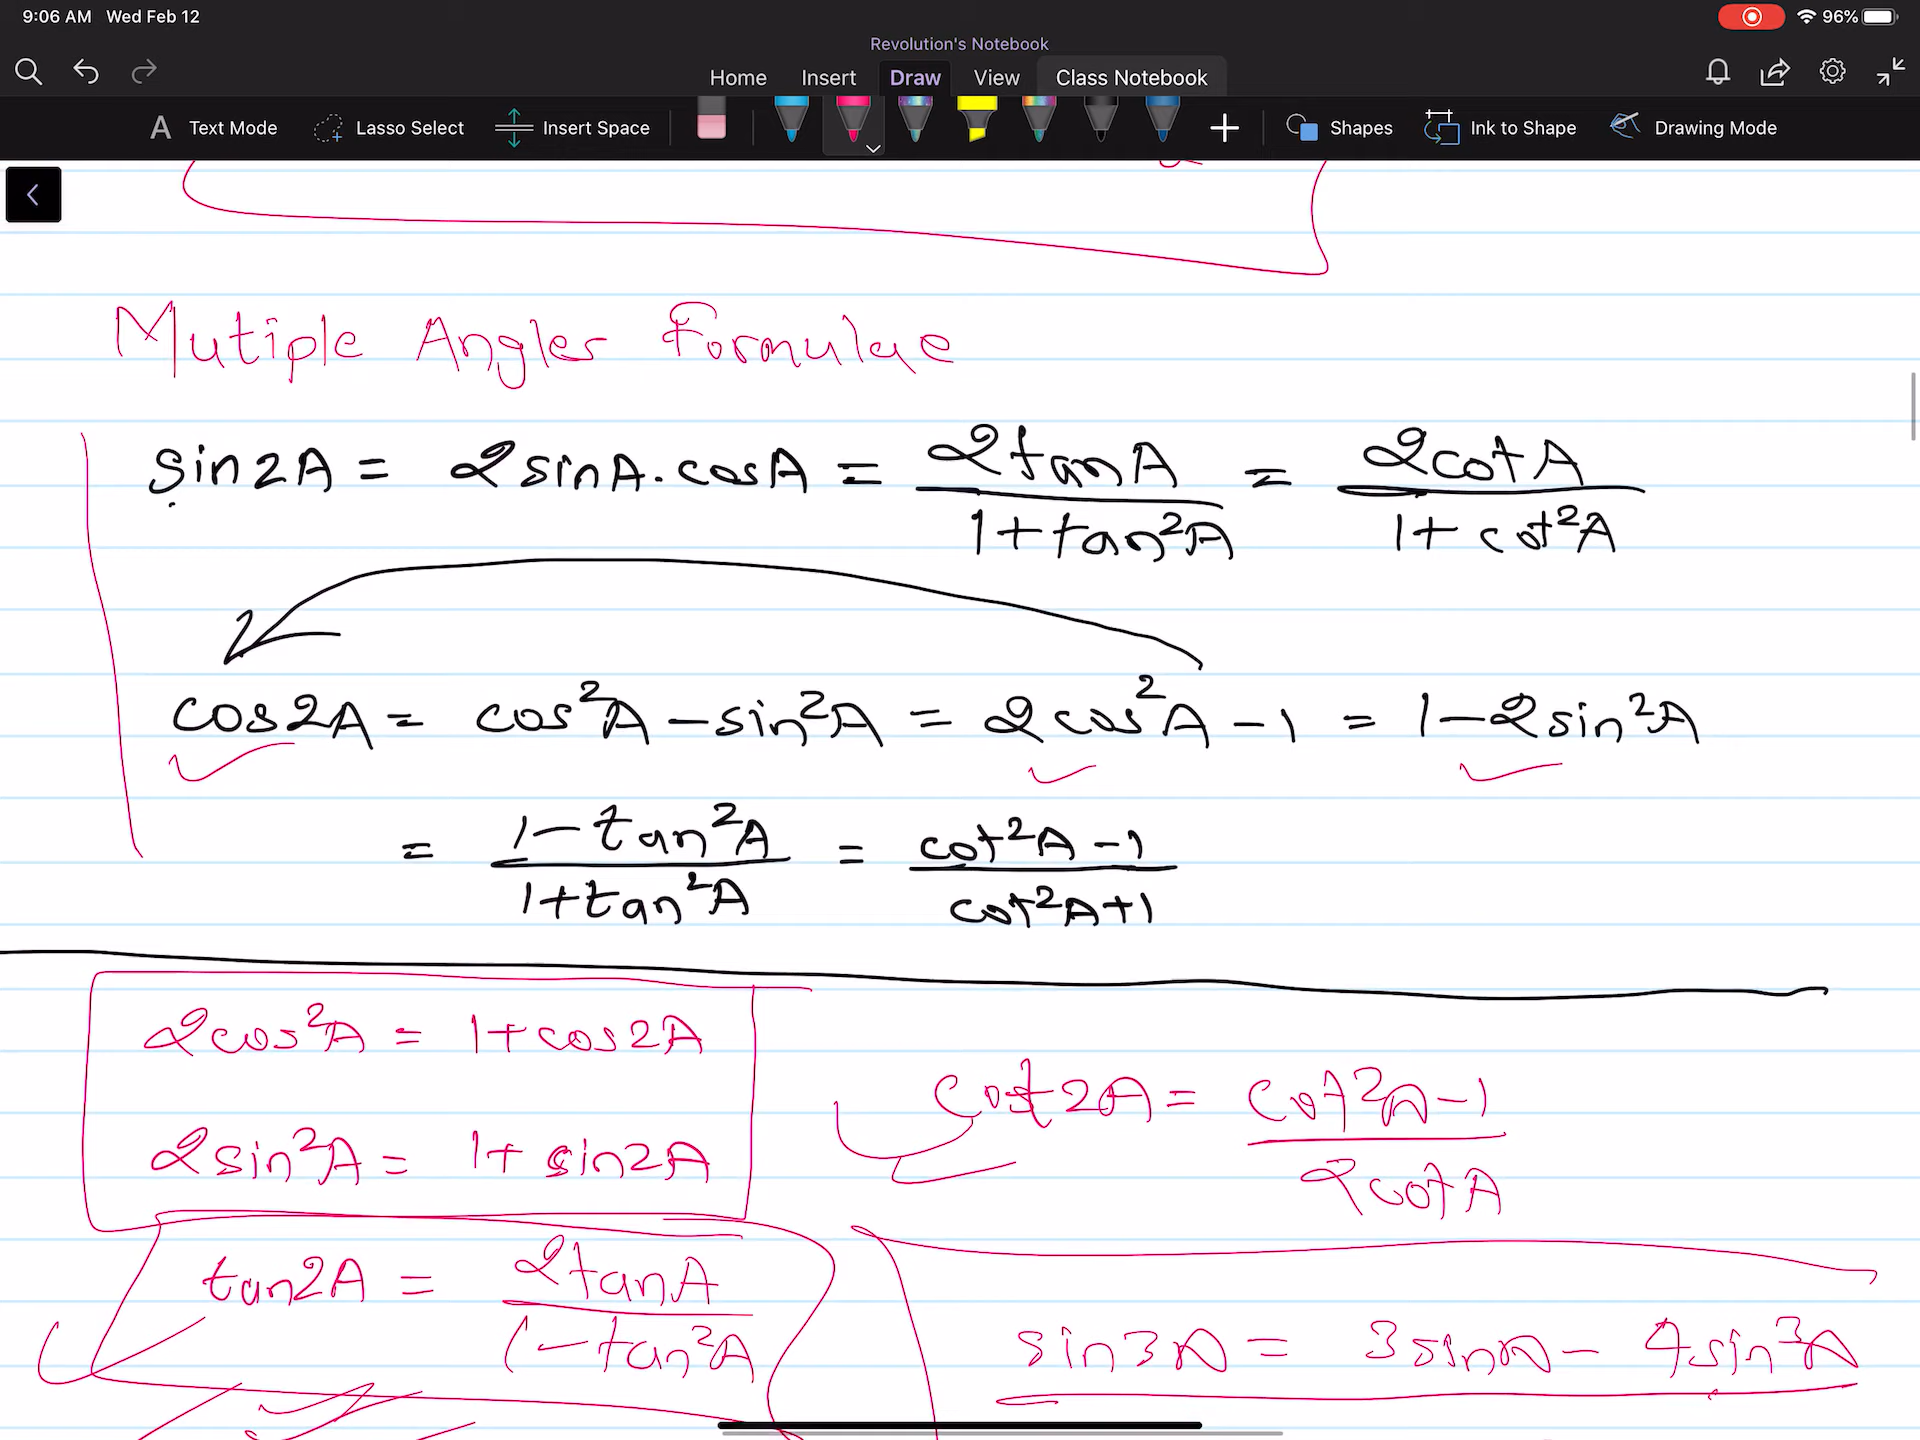 9:06 AM Wed Feb 12
96%
Revolution's Notebook
Home Insert Draw View Class Notebook
Text Mode Lasso Select Insert Space Shapes Ink to Shape Drawing Mode
Mutiple Angles Formulae
sin2A = 2sinA·cosA = 2tanA / 1+tan²A = 2cotA / 1+cot²A
cos2A = cos²A − sin²A = 2cos²A − 1 = 1 − 2sin²A
= 1−tan²A / 1+tan²A = cot²A−1 / cot²A+1
2cos²A = 1+cos2A
2sin²A = 1+sin2A
cot2A = cot²A−1 / 2cotA
tan2A = 2tanA / 1−tan²A
sin3A = 3sinA − 4sin³A